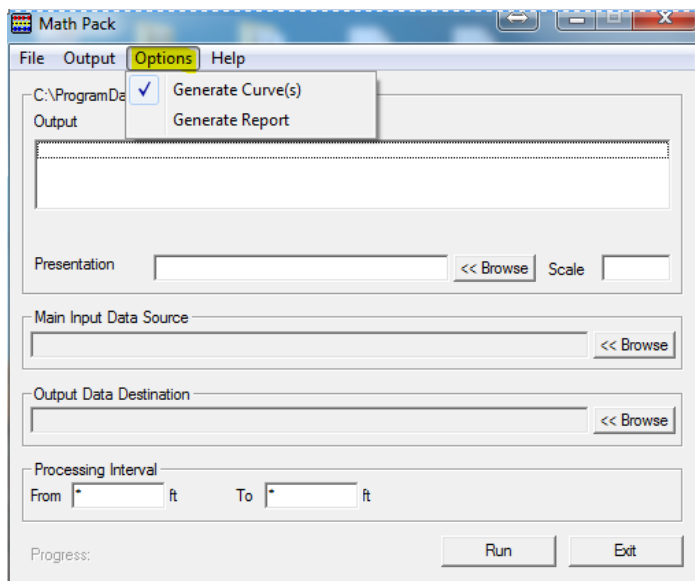 Math Pack
File Output Options Help
Generate Curve(s)
Generate Report
C:\ProgramDa
Output
Presentation << Browse Scale
Main Input Data Source
<< Browse
Output Data Destination
<< Browse
Processing Interval
From * ft To * ft
Progress: Run Exit